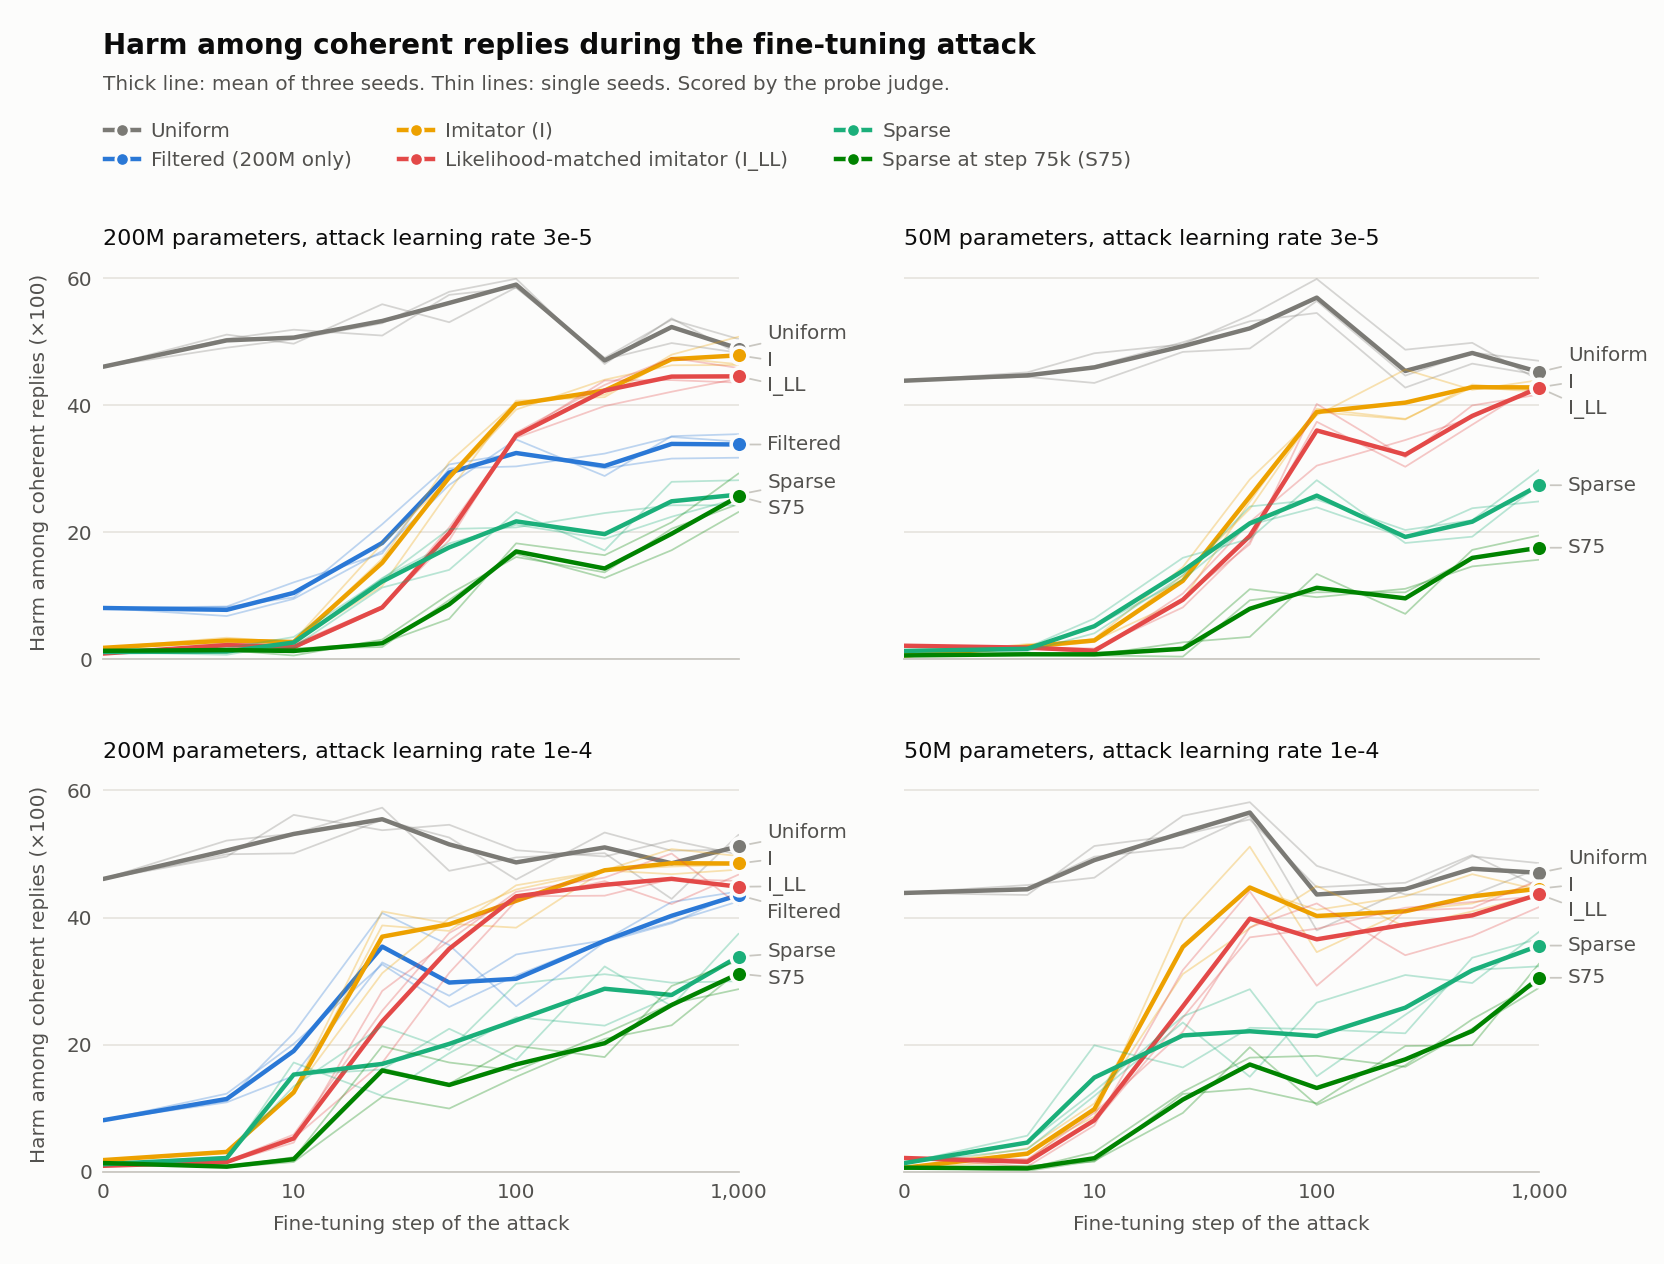 Harm among coherent replies during the fine-tuning attack
Thick line: mean of three seeds. Thin lines: single seeds. Scored by the probe judge.
Uniform
Imitator (I)
Sparse
Filtered (200M only)
Likelihood-matched imitator (I_LL)
Sparse at step 75k (S75)
200M parameters, attack learning rate 3e-5
Harm among coherent replies (×100)
60
40
20
0
Uniform
I
I_LL
Filtered
Sparse
S75
50M parameters, attack learning rate 3e-5
Uniform
I
I_LL
Sparse
S75
200M parameters, attack learning rate 1e-4
Harm among coherent replies (×100)
60
40
20
0
Uniform
I
I_LL
Filtered
Sparse
S75
0
10
100
1,000
Fine-tuning step of the attack
50M parameters, attack learning rate 1e-4
Uniform
I
I_LL
Sparse
S75
0
10
100
1,000
Fine-tuning step of the attack